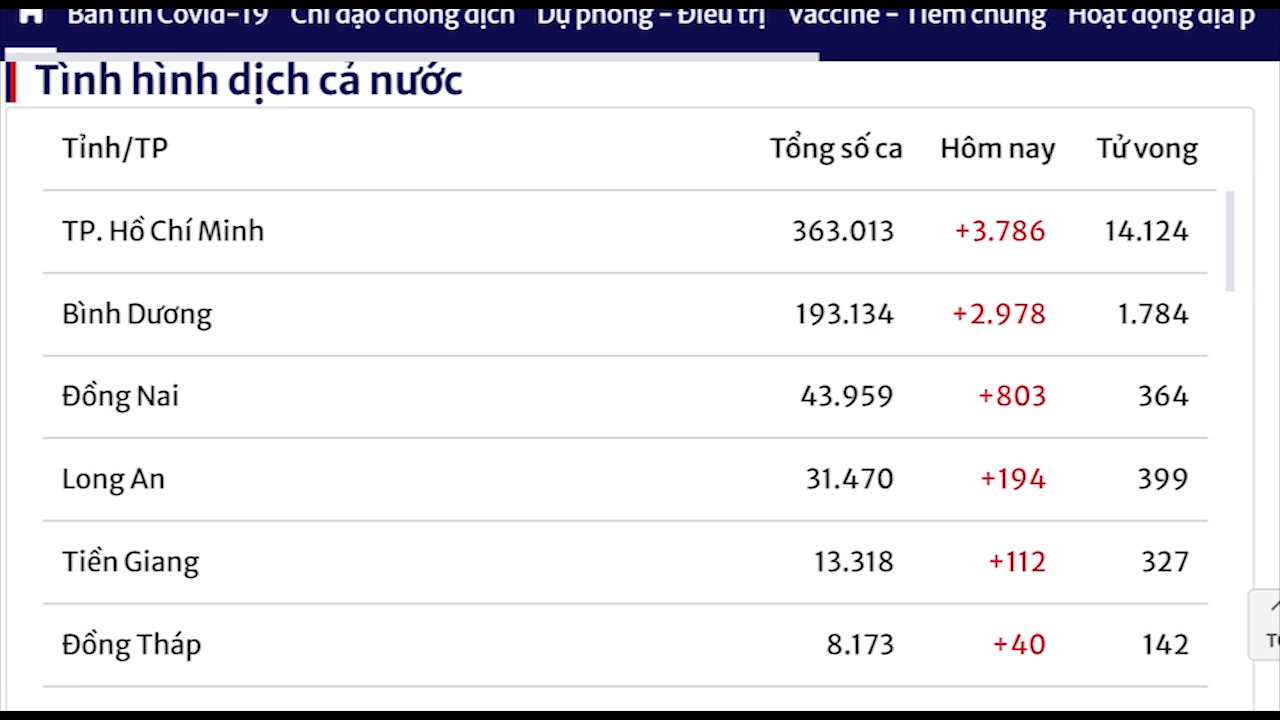 Bản tin Covid-19 Chỉ đạo chống dịch Dự phòng - Điều trị Vaccine - Tiêm chủng Hoạt động địa p
Tình hình dịch cả nước
Tỉnh/TP Tổng số ca Hôm nay Tử vong
TP. Hồ Chí Minh 363.013 +3.786 14.124
Bình Dương 193.134 +2.978 1.784
Đồng Nai 43.959 +803 364
Long An 31.470 +194 399
Tiền Giang 13.318 +112 327
Đồng Tháp 8.173 +40 142